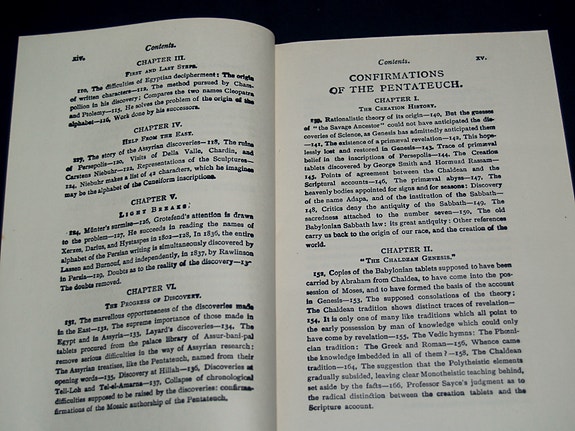 xiv.
Contents.
CHAPTER III.
FIRST AND LAST STEPS.
110, The difficulties of Egyptian decipherment: The origin
of written characters—112, The method pursued by Cham-
pollion in his discovery; Compares the two names Cleopatra
and Ptolemy—115, He solves the problem of the origin of the
alphabet—116, Work done by his successors.
CHAPTER IV.
HELP FROM THE EAST.
117, The story of the Assyrian discoveries—118, The ruins
of Persepolis—120, Visits of Della Valle, Chardin, and
Carstens Niebuhr—122, Representations of the Sculptures—
124, Niebuhr makes a list of 42 characters, which he imagines
may be the alphabet of the Cuneiform inscriptions.
CHAPTER V.
LIGHT BREAKS.
Münter's surmise—126, Grotefend's attention is drawn
to the problem—127, He succeeds in reading the names of
Xerxes, Darius, and Hystaspes in 1802—128, In 1836, the entire
alphabet of the Persian writing is simultaneously discovered by
Lassen and Burnouf, and independently, in 1837, by Rawlinson
in Persia—129, Doubts as to the reality of the discovery—
The doubts removed.
CHAPTER VI.
THE PROGRESS OF DISCOVERY.
131, The marvellous opportuneness of the discoveries made
in the East—132, The supreme importance of those made in
Egypt and in Assyria—133, Layard's discoveries—134, The
tablets procured from the palace library of Assur-bani-pal
remove serious difficulties in the way of Assyrian research:
The Assyrian treatises, like the Pentateuch, named from their
opening words—135, Discovery at Hillah—136, Discoveries at
Tell-Loh and Tel-el-Amarna—137, Collapse of chronological
difficulties supposed to be raised by the discoveries: confirma-
firmations of the Mosaic authorship of the Pentateuch.
Contents.
xv.
CONFIRMATIONS
OF THE PENTATEUCH.
CHAPTER I.
THE CREATION HISTORY.
139, Rationalistic theory of its origin—140, But the guesses
of "the Savage Ancestor" could not have anticipated the dis-
coveries of Science, as Genesis has admittedly anticipated them
—141, The existence of a primeval revelation—142, This hope-
lessly lost and restored in Genesis—143, Trace of primeval
belief in the inscriptions of Persepolis—144, The Creation
tablets discovered by George Smith and Hormund Rassam—
145, Points of agreement between the Chaldean and the
Scriptural accounts—146, The primæval abyss—147, The
heavenly bodies appointed for signs and for seasons: Discovery
of the name Adapa, and of the institution of the Sabbath—
148, Critics deny the antiquity of the Sabbath—149, The
sacredness attached to the number seven—150, The old
Babylonian Sabbath law: its great antiquity: Other references
carry us back to the origin of our race, and the creation of the
world.
CHAPTER II.
"THE CHALDEAN GENESIS."
152, Copies of the Babylonian tablets supposed to have been
carried by Abraham from Chaldea, to have come into the pos-
session of Moses, and to have formed the basis of the account
in Genesis—153, The supposed consolations of the theory;
The Chaldean tradition shows distinct traces of revelation—
154, It is only one of many like traditions which all point to
the early possession by man of knowledge which could only
have come by revelation—155, The Vedic hymns: The Pheni-
cian tradition: The Greek and Roman—156, Whence came
the knowledge imbedded in all of them?—158, The Chaldean
tradition—164, The suggestion that the Polytheistic elements
gradually subsided, leaving clear Monotheistic teaching behind,
set aside by the facts—166, Professor Sayce's judgment as to
the radical distinction between the creation tablets and the
Scripture account.